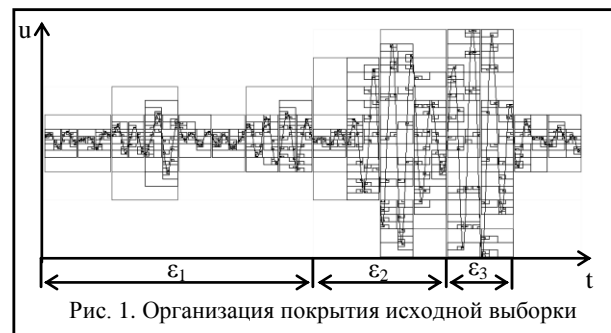 u
ε1 ε2 ε3 t
Рис. 1. Организация покрытия исходной выборки